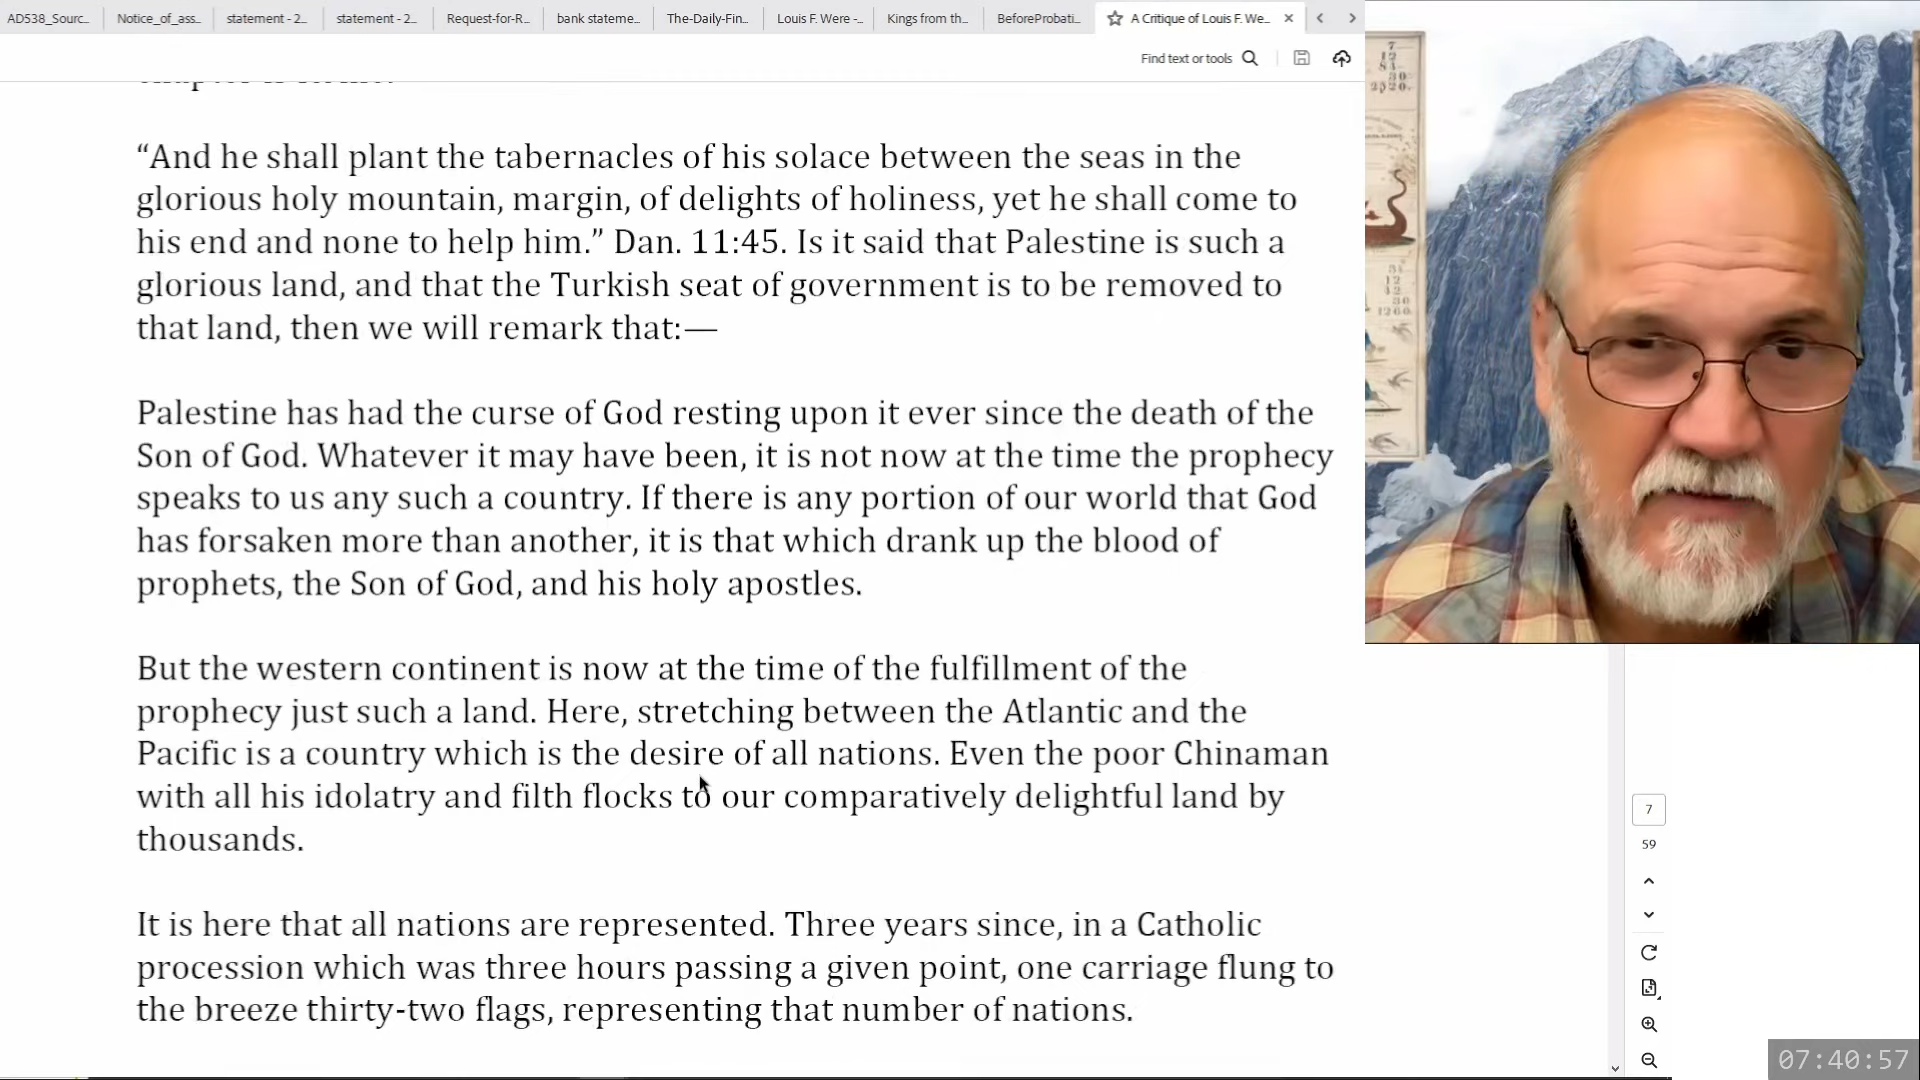 AD538_Sourc...
Notice_of_ass...
statement - 2...
statement - 2...
Request-for-R...
bank stateme...
The-Daily-Fin...
Louis F. Were -...
Kings from th...
BeforeProbati...
A Critique of Louis F. We...
Find text or tools
“And he shall plant the tabernacles of his solace between the seas in the
glorious holy mountain, margin, of delights of holiness, yet he shall come to
his end and none to help him.” Dan. 11:45. Is it said that Palestine is such a
glorious land, and that the Turkish seat of government is to be removed to
that land, then we will remark that:—
Palestine has had the curse of God resting upon it ever since the death of the
Son of God. Whatever it may have been, it is not now at the time the prophecy
speaks to us any such a country. If there is any portion of our world that God
has forsaken more than another, it is that which drank up the blood of
prophets, the Son of God, and his holy apostles.
But the western continent is now at the time of the fulfillment of the
prophecy just such a land. Here, stretching between the Atlantic and the
Pacific is a country which is the desire of all nations. Even the poor Chinaman
with all his idolatry and filth flocks to our comparatively delightful land by
thousands.
It is here that all nations are represented. Three years since, in a Catholic
procession which was three hours passing a given point, one carriage flung to
the breeze thirty-two flags, representing that number of nations.
7
59
07:40:57